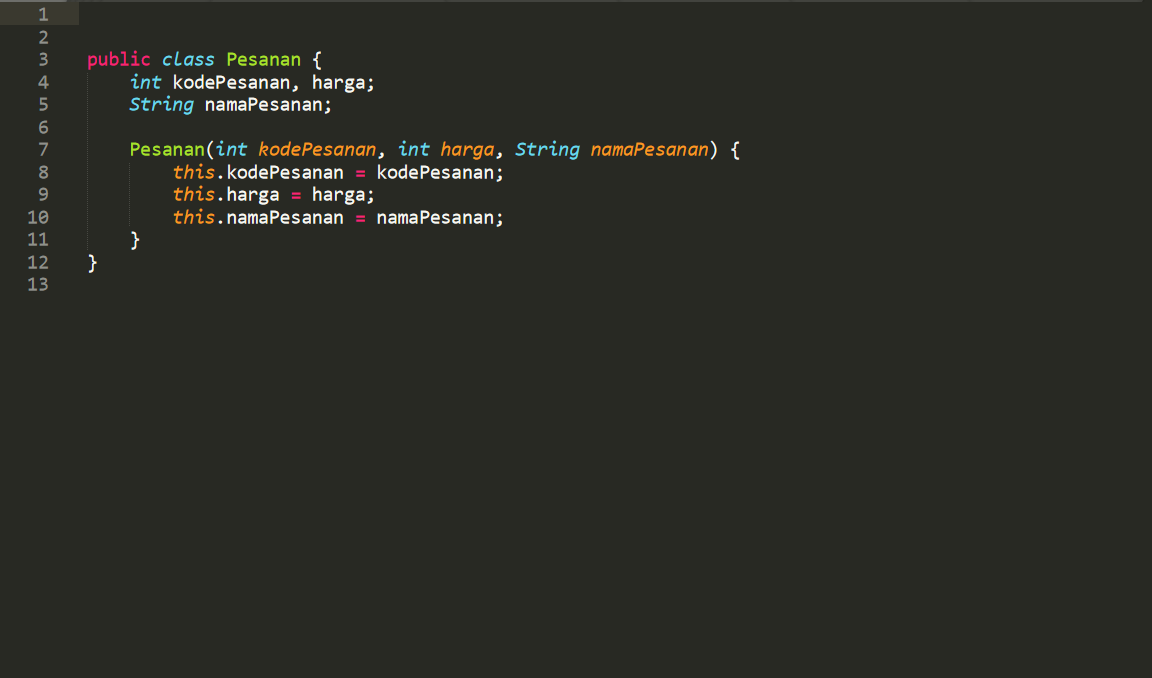 1
2
3 public class Pesanan {
4 int kodePesanan, harga;
5 String namaPesanan;
6
7 Pesanan(int kodePesanan, int harga, String namaPesanan) {
8 this.kodePesanan = kodePesanan;
9 this.harga = harga;
10 this.namaPesanan = namaPesanan;
11 }
12 }
13